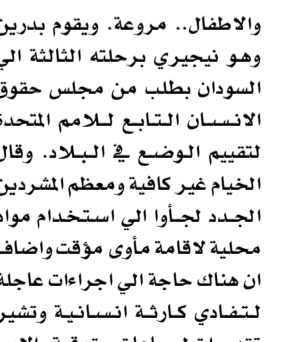 والاطفال.. مروعة. ويقوم بدرين
وهو نيجيري برحلته الثالثة الي
السودان بطلب من مجلس حقوق
الانسان التابع للامم المتحدة
لتقييم الوضع في البلاد. وقال
الخيام غير كافية ومعظم المشردين
الجدد لجأوا الي استخدام مواد
محلية لاقامة مأوى مؤقت واضاف
ان هناك حاجة الي اجراءات عاجلة
لتفادي كارثة انسانية وتشير